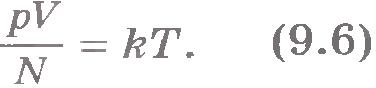 pV/N = kT. (9.6)